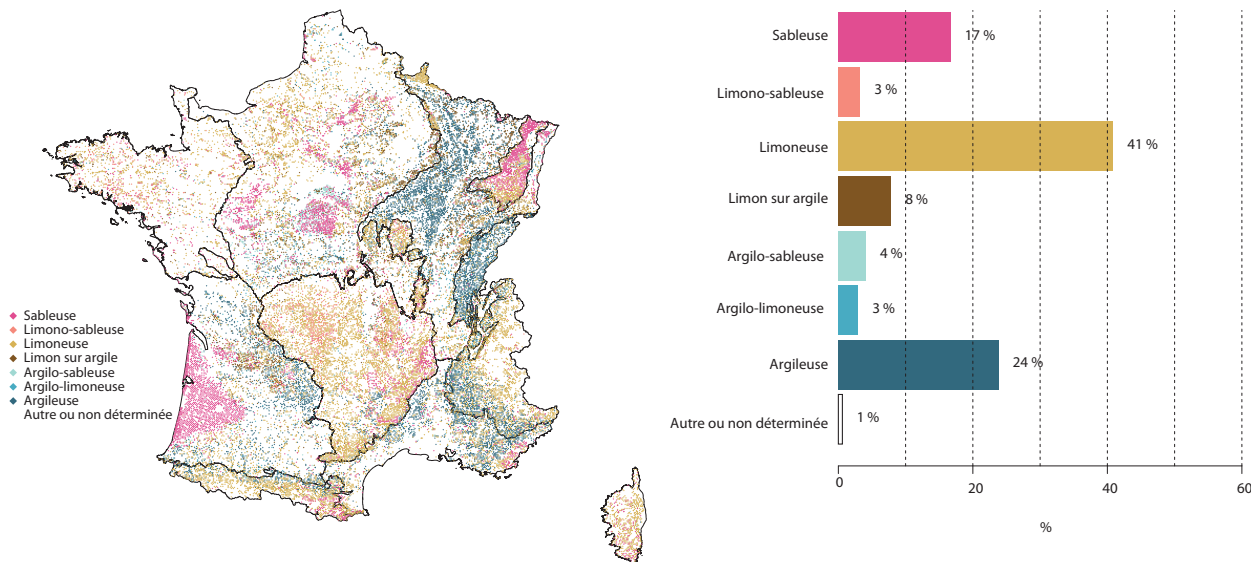 Sableuse
Limono-sableuse
Limoneuse
Limon sur argile
Argilo-sableuse
Argilo-limoneuse
Argileuse
Autre ou non déterminée
Sableuse
17 %
Limono-sableuse
3 %
Limoneuse
41 %
Limon sur argile
8 %
Argilo-sableuse
4 %
Argilo-limoneuse
3 %
Argileuse
24 %
Autre ou non déterminée
1 %
0 20 40 60
%